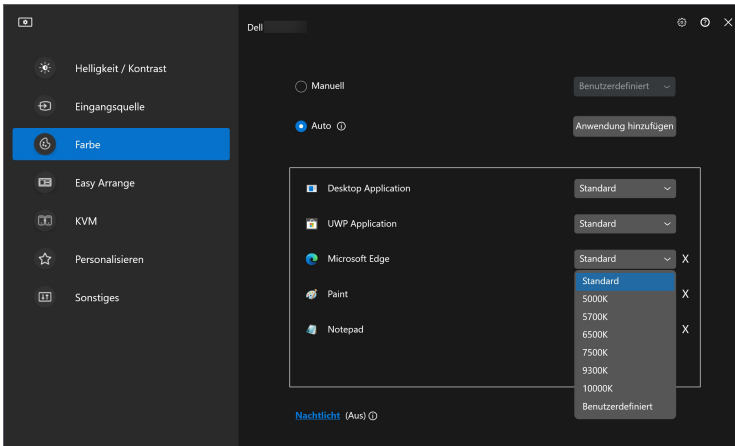 Dell
Helligkeit / Kontrast
Eingangsquelle
Farbe
Easy Arrange
KVM
Personalisieren
Sonstiges
Manuell Benutzerdefiniert
Auto Anwendung hinzufügen
Desktop Application Standard
UWP Application Standard
Microsoft Edge Standard X
Standard
Paint X
5000K
5700K
Notepad X
6500K
7500K
9300K
10000K
Benutzerdefiniert
Nachtlicht (Aus)